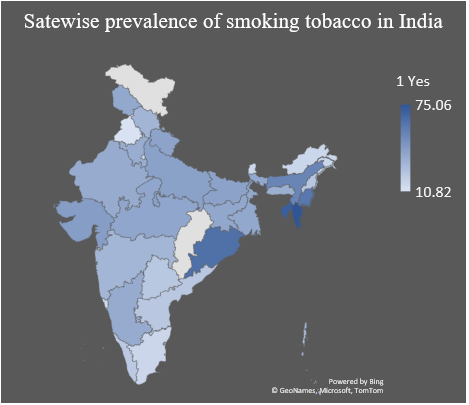 Satewise prevalence of smoking tobacco in India
1 Yes
75.06
10.82
Powered by Bing
© GeoNames, Microsoft, TomTom